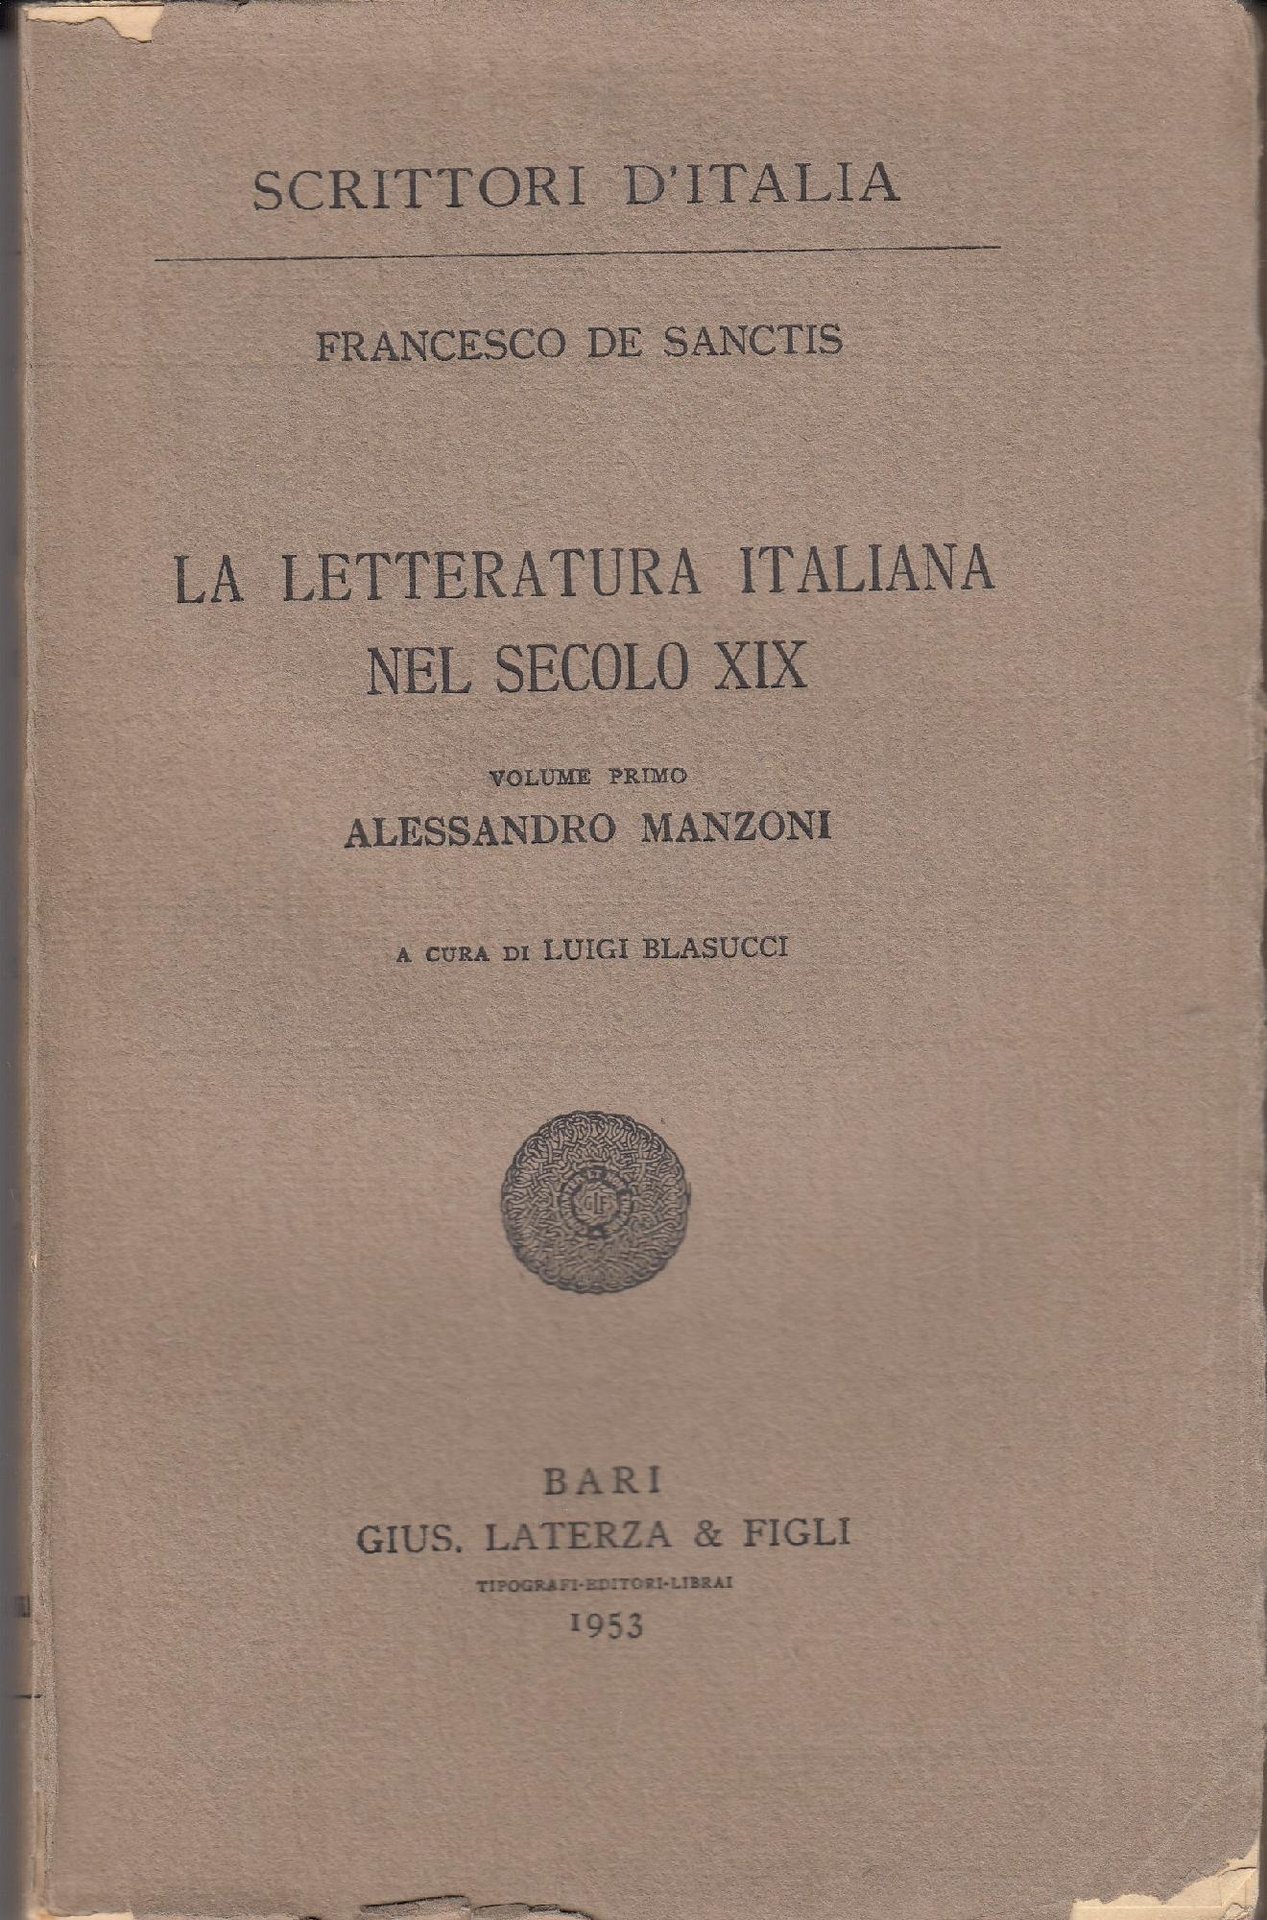 SCRITTORI D'ITALIA
FRANCESCO DE SANCTIS
LA LETTERATURA ITALIANA
NEL SECOLO XIX
VOLUME PRIMO
ALESSANDRO MANZONI
A CURA DI LUIGI BLASUCCI
BARI
GIUS. LATERZA & FIGLI
TIPOGRAFI-EDITORI-LIBRAI
1953